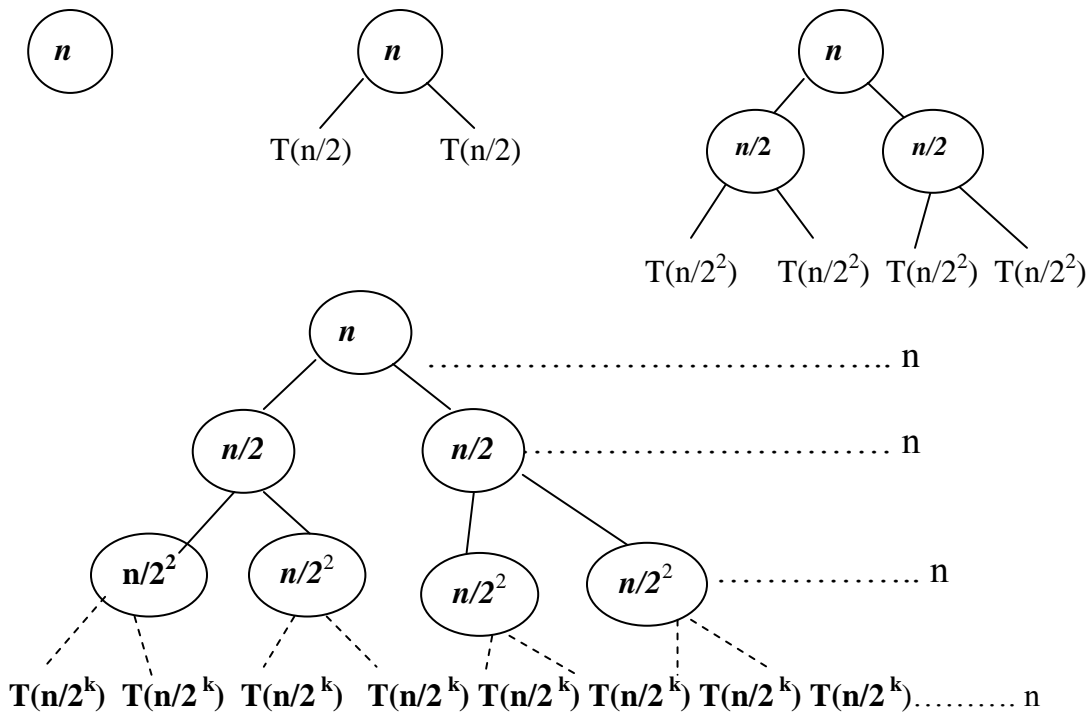 n n n
T(n/2) T(n/2) n/2 n/2
T(n/2²) T(n/2²) T(n/2²) T(n/2²)
n ………………………………….. n
n/2 n/2 ………………………… n
n/2² n/2² n/2² n/2² …………….. n
T(n/2ᵏ) T(n/2ᵏ) T(n/2ᵏ) T(n/2ᵏ) T(n/2ᵏ) T(n/2ᵏ) T(n/2ᵏ) T(n/2ᵏ)………. n